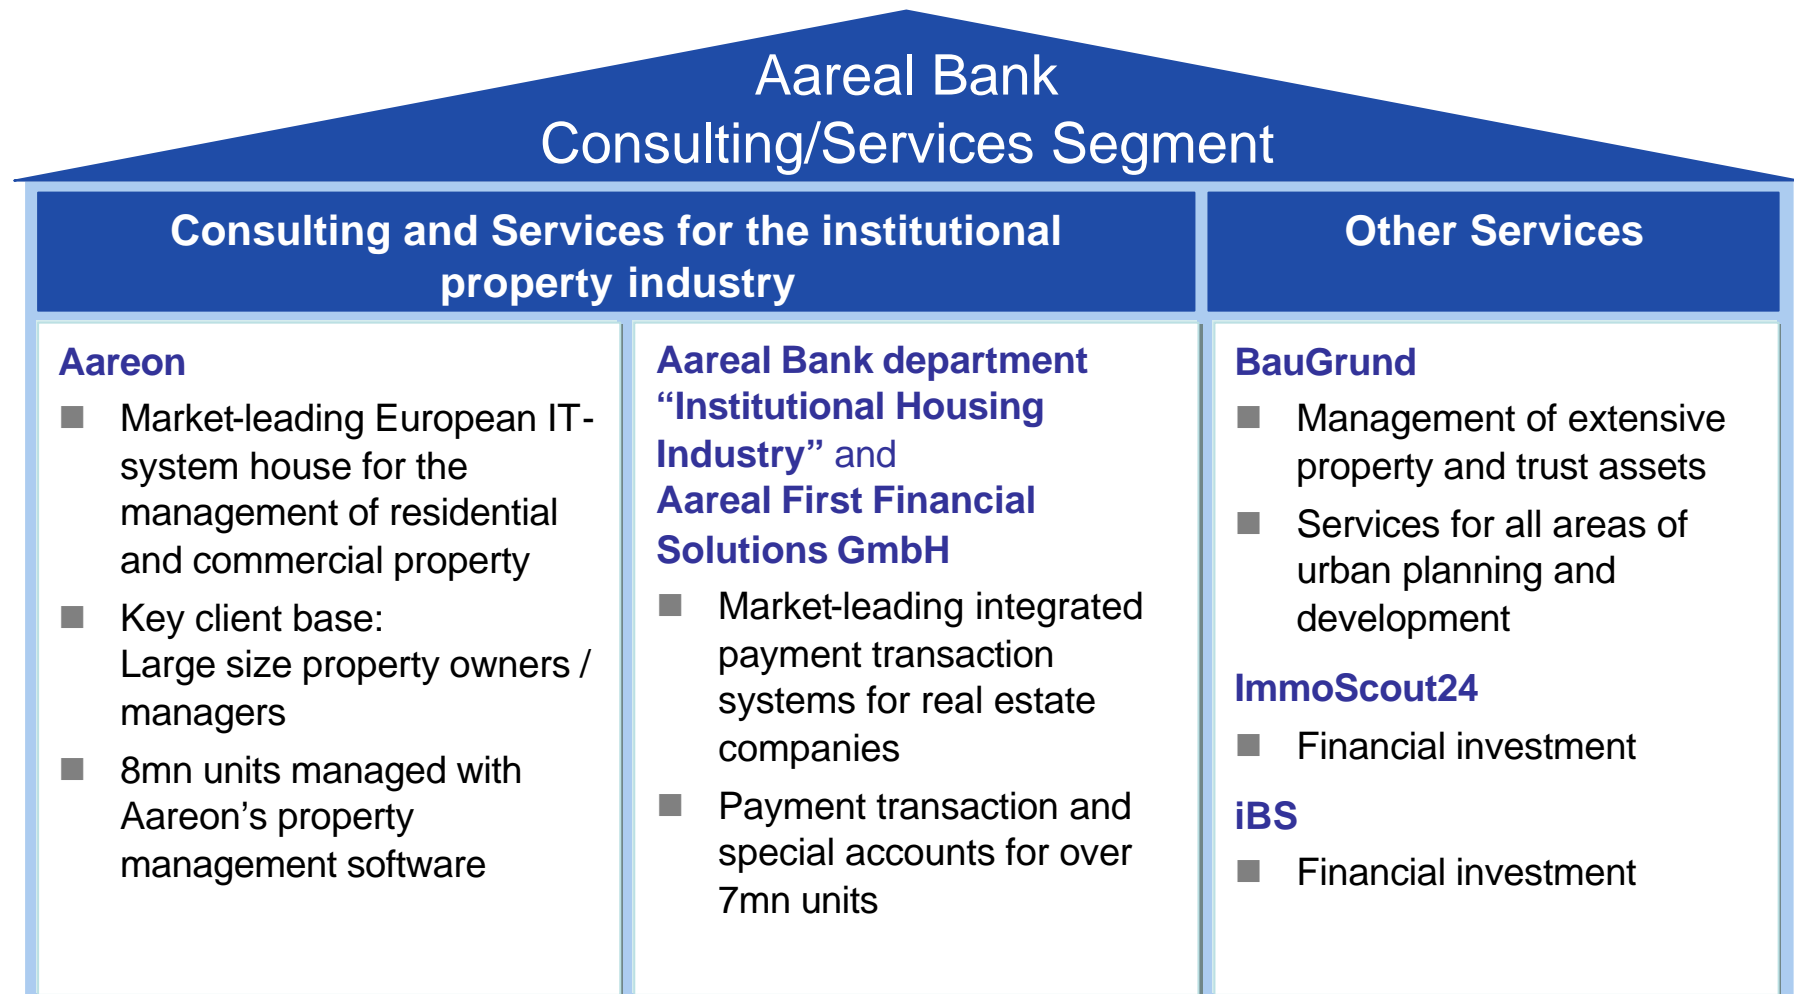 Aareal Bank
Consulting/Services Segment
Consulting and Services for the institutional
property industry
Other Services
Aareon
Market-leading European IT-
system house for the
management of residential
and commercial property
Key client base:
Large size property owners /
managers
8mn units managed with
Aareon’s property
management software
Aareal Bank department
“Institutional Housing
Industry” and
Aareal First Financial
Solutions GmbH
Market-leading integrated
payment transaction
systems for real estate
companies
Payment transaction and
special accounts for over
7mn units
BauGrund
Management of extensive
property and trust assets
Services for all areas of
urban planning and
development
ImmoScout24
Financial investment
iBS
Financial investment